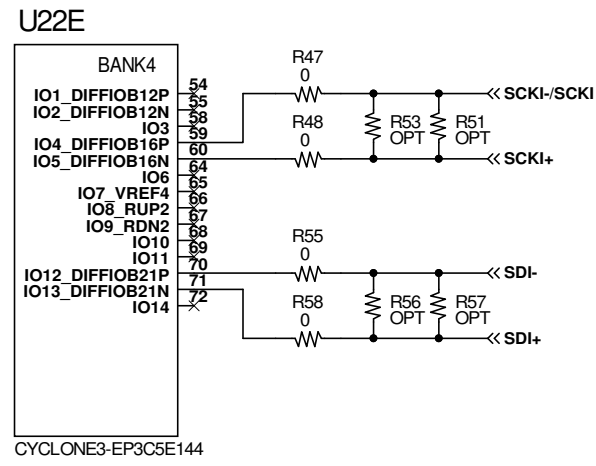 U22E
BANK4
IO1_DIFFIOB12P 54
IO2_DIFFIOB12N 55
IO3 58
IO4_DIFFIOB16P 59
IO5_DIFFIOB16N 60
IO6 64
IO7_VREF4 65
IO8_RUP2 66
IO9_RDN2 67
IO10 68
IO11 69
IO12_DIFFIOB21P 70
IO13_DIFFIOB21N 71
IO14 72
CYCLONE3-EP3C5E144
R47
0
SCKI-/SCKI
R48
0
R53
OPT
R51
OPT
SCKI+
R55
0
SDI-
R58
0
R56
OPT
R57
OPT
SDI+